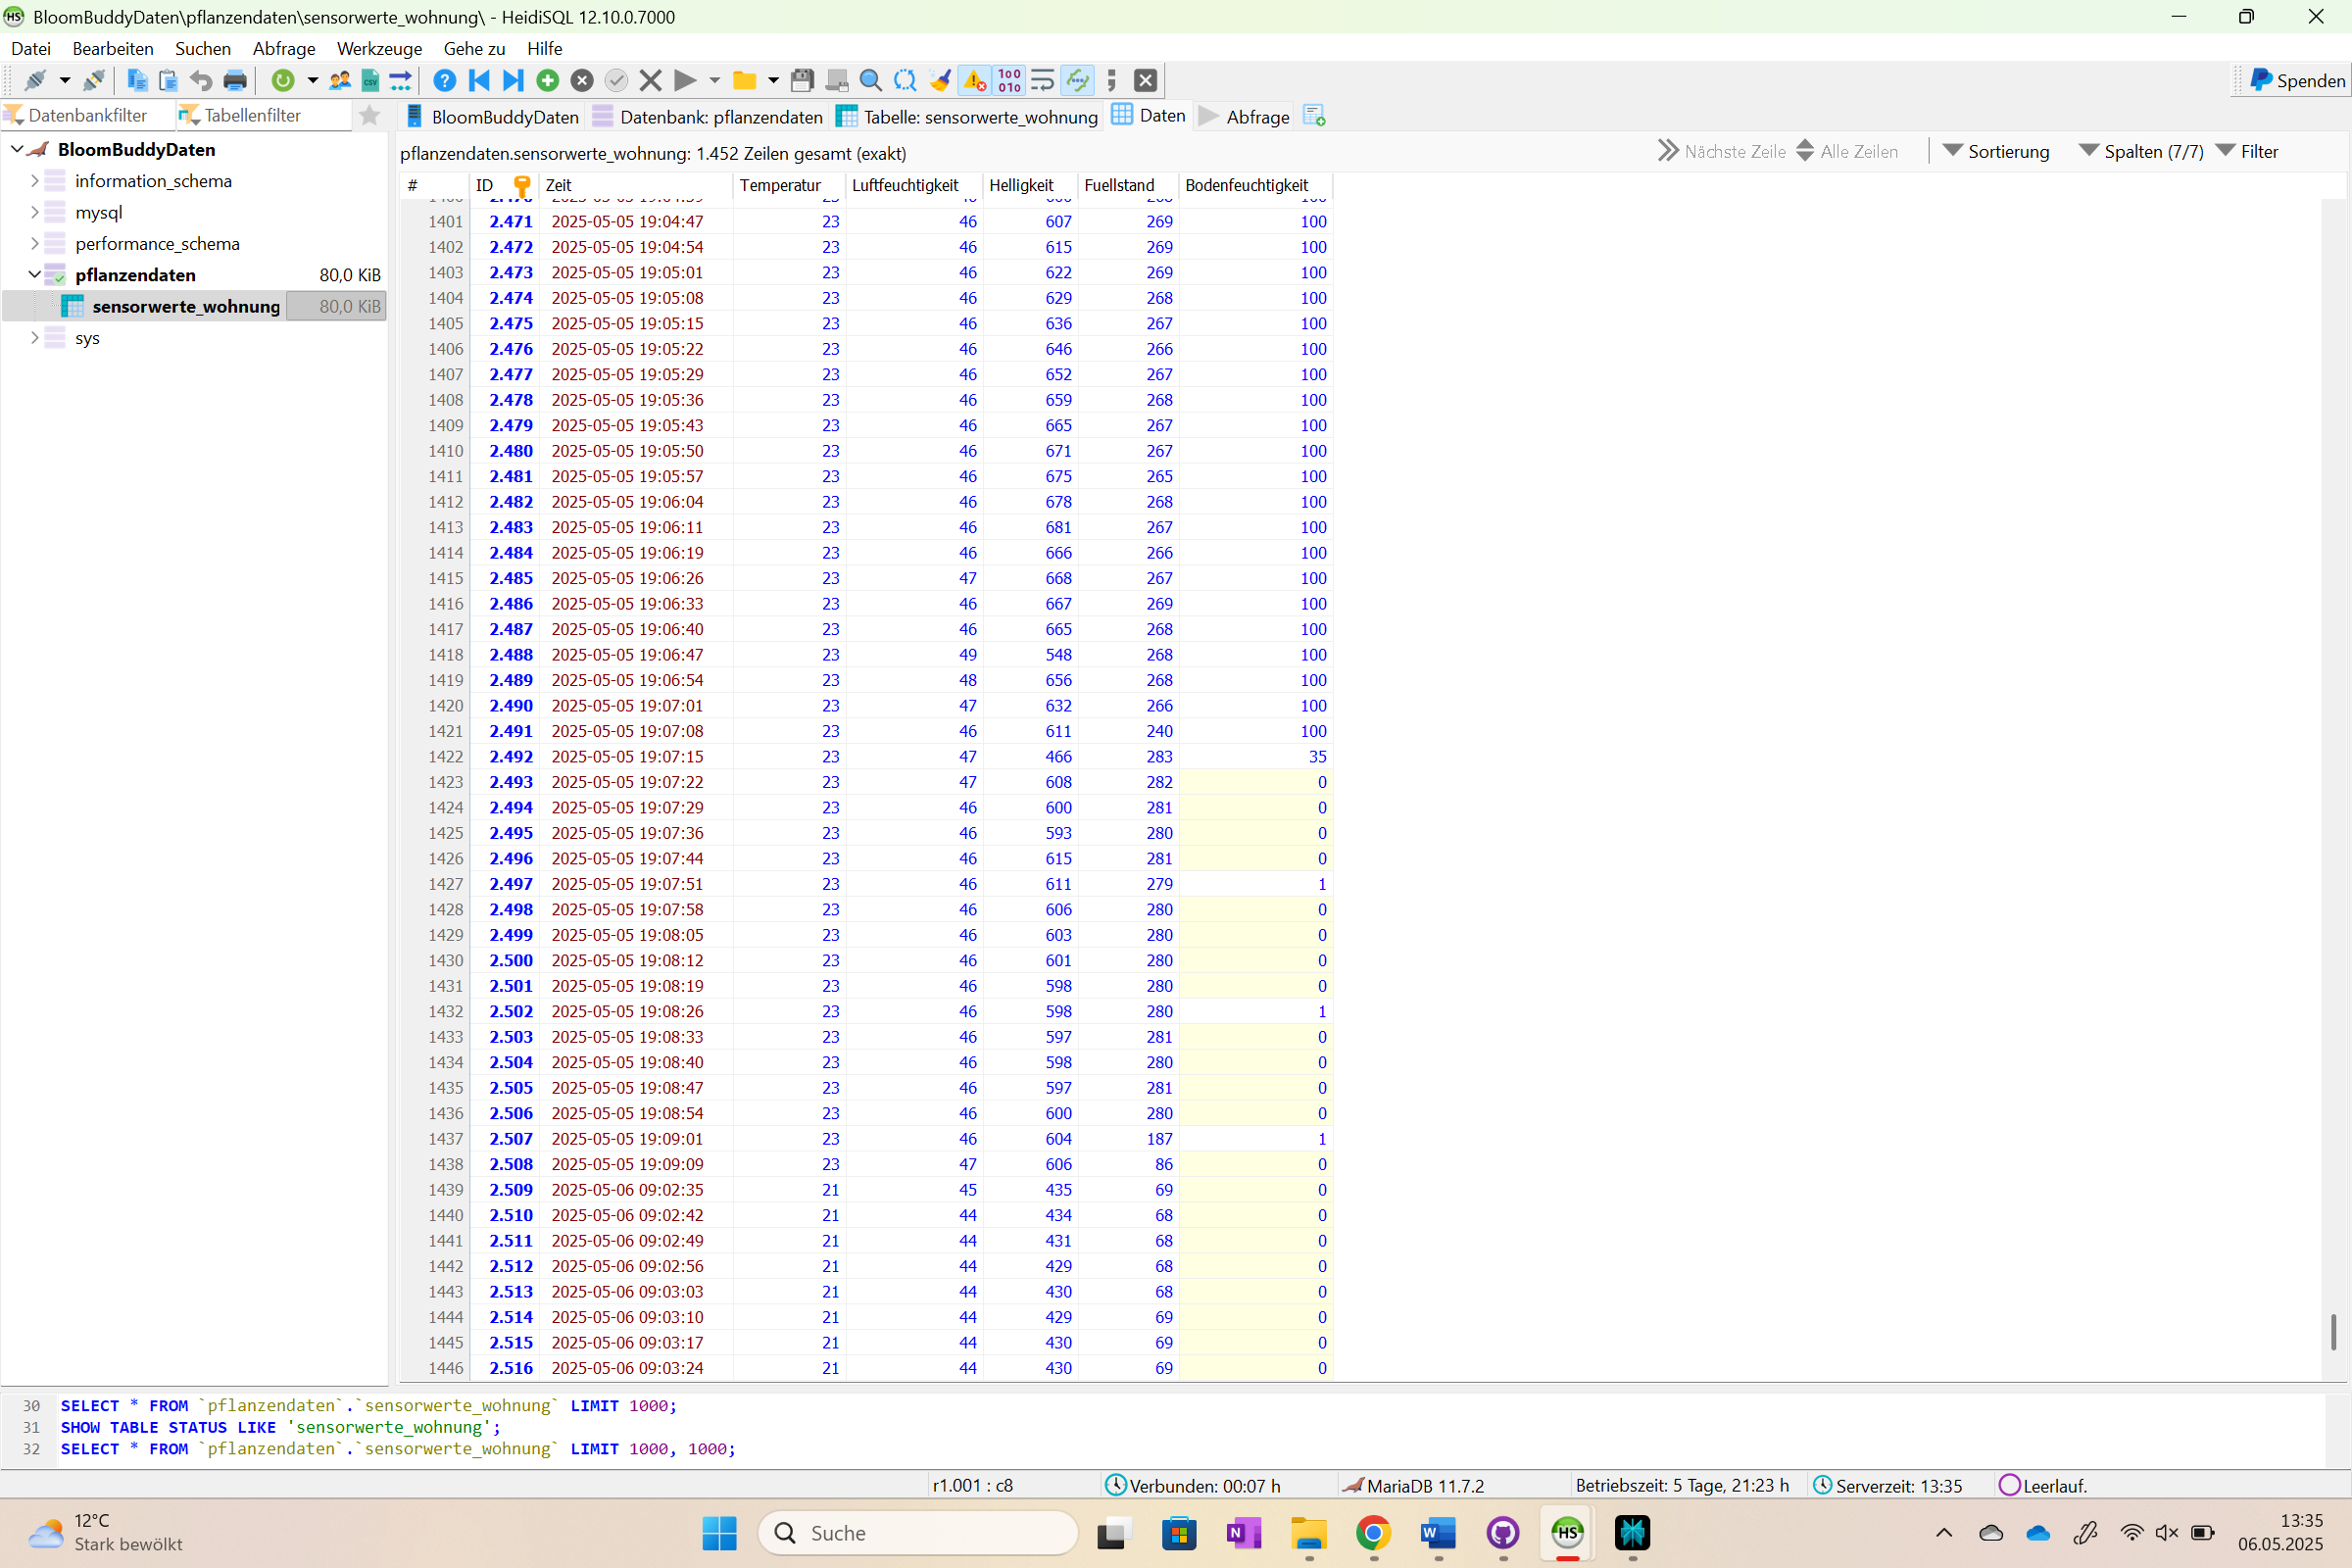 BloomBuddyDaten\pflanzendaten\sensorwerte_wohnung\ - HeidiSQL 12.10.0.7000
Datei Bearbeiten Suchen Abfrage Werkzeuge Gehe zu Hilfe
Spenden
Datenbankfilter Tabellenfilter
BloomBuddyDaten Datenbank: pflanzendaten Tabelle: sensorwerte_wohnung Daten Abfrage
BloomBuddyDaten
information_schema
mysql
performance_schema
pflanzendaten 80,0 KiB
sensorwerte_wohnung 80,0 KiB
sys
pflanzendaten.sensorwerte_wohnung: 1.452 Zeilen gesamt (exakt) Nächste Zeile Alle Zeilen Sortierung Spalten (7/7) Filter
# ID Zeit Temperatur Luftfeuchtigkeit Helligkeit Fuellstand Bodenfeuchtigkeit
1401 2.471 2025-05-05 19:04:47 23 46 607 269 100
1402 2.472 2025-05-05 19:04:54 23 46 615 269 100
1403 2.473 2025-05-05 19:05:01 23 46 622 269 100
1404 2.474 2025-05-05 19:05:08 23 46 629 268 100
1405 2.475 2025-05-05 19:05:15 23 46 636 267 100
1406 2.476 2025-05-05 19:05:22 23 46 646 266 100
1407 2.477 2025-05-05 19:05:29 23 46 652 267 100
1408 2.478 2025-05-05 19:05:36 23 46 659 268 100
1409 2.479 2025-05-05 19:05:43 23 46 665 267 100
1410 2.480 2025-05-05 19:05:50 23 46 671 267 100
1411 2.481 2025-05-05 19:05:57 23 46 675 265 100
1412 2.482 2025-05-05 19:06:04 23 46 678 268 100
1413 2.483 2025-05-05 19:06:11 23 46 681 267 100
1414 2.484 2025-05-05 19:06:19 23 46 666 266 100
1415 2.485 2025-05-05 19:06:26 23 47 668 267 100
1416 2.486 2025-05-05 19:06:33 23 46 667 269 100
1417 2.487 2025-05-05 19:06:40 23 46 665 268 100
1418 2.488 2025-05-05 19:06:47 23 49 548 268 100
1419 2.489 2025-05-05 19:06:54 23 48 656 268 100
1420 2.490 2025-05-05 19:07:01 23 47 632 266 100
1421 2.491 2025-05-05 19:07:08 23 46 611 240 100
1422 2.492 2025-05-05 19:07:15 23 47 466 283 35
1423 2.493 2025-05-05 19:07:22 23 47 608 282 0
1424 2.494 2025-05-05 19:07:29 23 46 600 281 0
1425 2.495 2025-05-05 19:07:36 23 46 593 280 0
1426 2.496 2025-05-05 19:07:44 23 46 615 281 0
1427 2.497 2025-05-05 19:07:51 23 46 611 279 1
1428 2.498 2025-05-05 19:07:58 23 46 606 280 0
1429 2.499 2025-05-05 19:08:05 23 46 603 280 0
1430 2.500 2025-05-05 19:08:12 23 46 601 280 0
1431 2.501 2025-05-05 19:08:19 23 46 598 280 0
1432 2.502 2025-05-05 19:08:26 23 46 598 280 1
1433 2.503 2025-05-05 19:08:33 23 46 597 281 0
1434 2.504 2025-05-05 19:08:40 23 46 598 280 0
1435 2.505 2025-05-05 19:08:47 23 46 597 281 0
1436 2.506 2025-05-05 19:08:54 23 46 600 280 0
1437 2.507 2025-05-05 19:09:01 23 46 604 187 1
1438 2.508 2025-05-05 19:09:09 23 47 606 86 0
1439 2.509 2025-05-06 09:02:35 21 45 435 69 0
1440 2.510 2025-05-06 09:02:42 21 44 434 68 0
1441 2.511 2025-05-06 09:02:49 21 44 431 68 0
1442 2.512 2025-05-06 09:02:56 21 44 429 68 0
1443 2.513 2025-05-06 09:03:03 21 44 430 68 0
1444 2.514 2025-05-06 09:03:10 21 44 429 69 0
1445 2.515 2025-05-06 09:03:17 21 44 430 69 0
1446 2.516 2025-05-06 09:03:24 21 44 430 69 0
30 SELECT * FROM `pflanzendaten`.`sensorwerte_wohnung` LIMIT 1000;
31 SHOW TABLE STATUS LIKE 'sensorwerte_wohnung';
32 SELECT * FROM `pflanzendaten`.`sensorwerte_wohnung` LIMIT 1000, 1000;
r1.001 : c8 Verbunden: 00:07 h MariaDB 11.7.2 Betriebszeit: 5 Tage, 21:23 h Serverzeit: 13:35 Leerlauf.
12°C
Stark bewölkt
Suche
13:35
06.05.2025